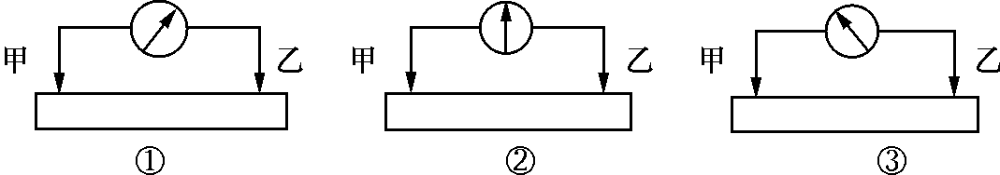 甲 乙 甲 乙 甲 乙
① ② ③